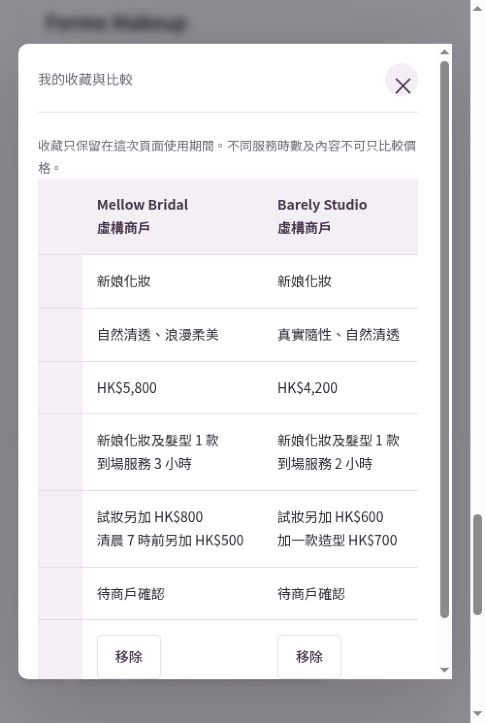 Forme Makeup
我的收藏與比較
收藏只保留在這次頁面使用期間。不同服務時數及內容不可只比較價
格。
Mellow Bridal
虛構商戶
Barely Studio
虛構商戶
新娘化妝
新娘化妝
自然清透、浪漫柔美
真實隨性、自然清透
HK$5,800
HK$4,200
新娘化妝及髮型 1 款
到場服務 3 小時
新娘化妝及髮型 1 款
到場服務 2 小時
試妝另加 HK$800
清晨 7 時前另加 HK$500
試妝另加 HK$600
加一款造型 HK$700
待商戶確認
待商戶確認
移除
移除